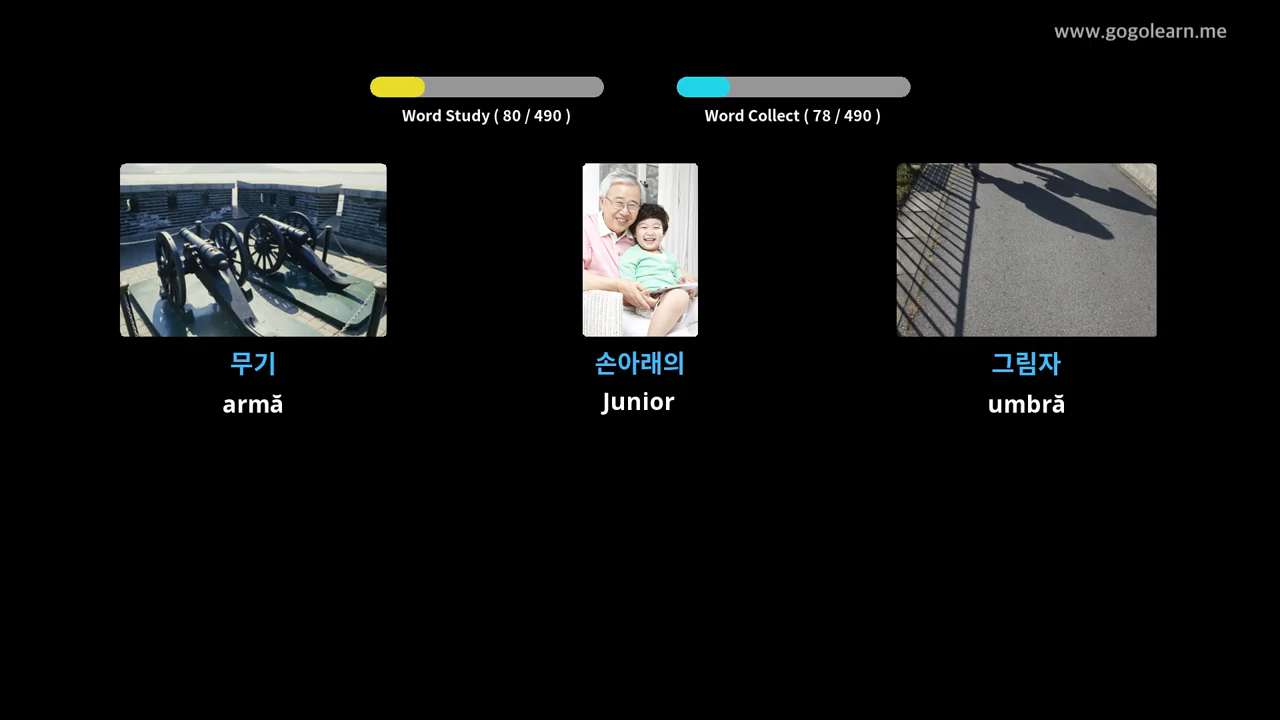 www.gogolearn.me
Word Study ( 80 / 490 )
Word Collect ( 78 / 490 )
무기
손아래의
그림자
armă
Junior
umbră